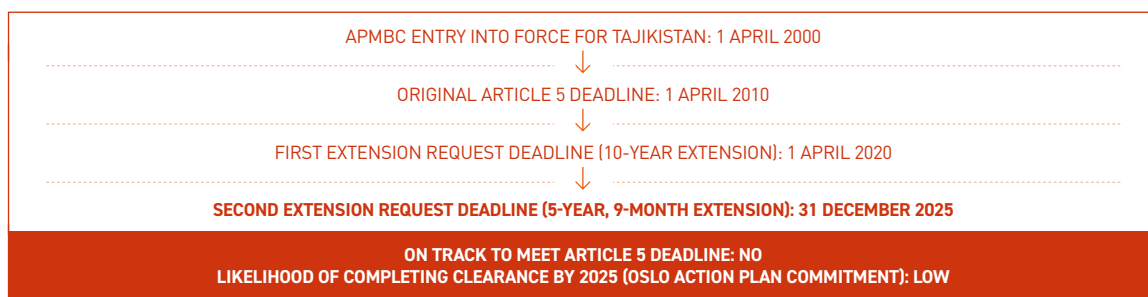 APMBC ENTRY INTO FORCE FOR TAJIKISTAN: 1 APRIL 2000
ORIGINAL ARTICLE 5 DEADLINE: 1 APRIL 2010
FIRST EXTENSION REQUEST DEADLINE (10-YEAR EXTENSION): 1 APRIL 2020
SECOND EXTENSION REQUEST DEADLINE (5-YEAR, 9-MONTH EXTENSION): 31 DECEMBER 2025
ON TRACK TO MEET ARTICLE 5 DEADLINE: NO
LIKELIHOOD OF COMPLETING CLEARANCE BY 2025 (OSLO ACTION PLAN COMMITMENT): LOW